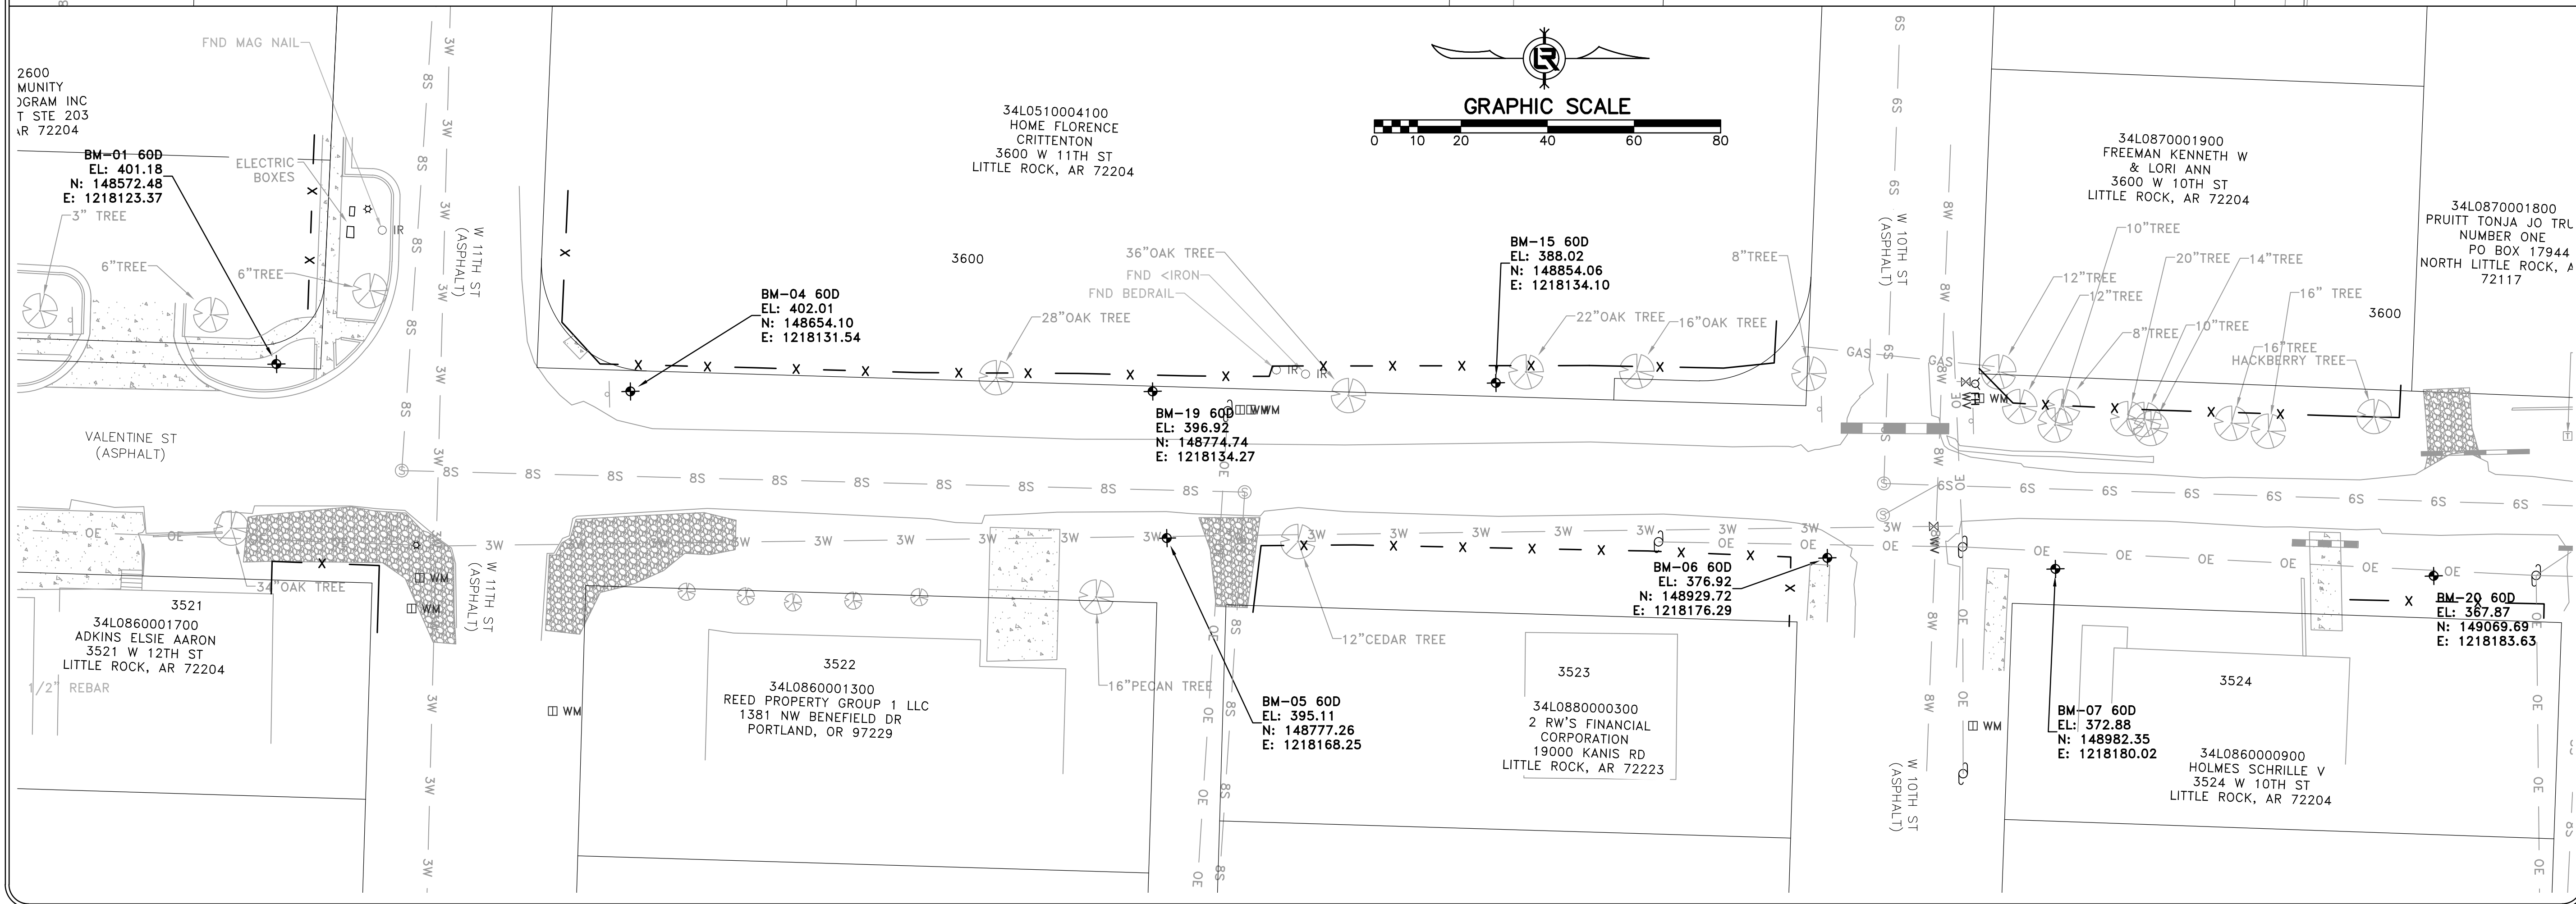 FND MAG NAIL
2600
MUNITY
OGRAM INC
T STE 203
AR 72204
BM-01 60D
EL: 401.18
N: 148572.48
E: 1218123.37
ELECTRIC
BOXES
3" TREE
6"TREE
6"TREE
IR
W 11TH ST
(ASPHALT)
34L0510004100
HOME FLORENCE
CRITTENTON
3600 W 11TH ST
LITTLE ROCK, AR 72204
3600
LR
GRAPHIC SCALE
0 10 20 40 60 80
BM-04 60D
EL: 402.01
N: 148654.10
E: 1218131.54
28"OAK TREE
36"OAK TREE
FND <IRON
FND BEDRAIL
IR
IR
BM-15 60D
EL: 388.02
N: 148854.06
E: 1218134.10
22"OAK TREE
16"OAK TREE
8"TREE
W 10TH ST
(ASPHALT)
34L0870001900
FREEMAN KENNETH W
& LORI ANN
3600 W 10TH ST
LITTLE ROCK, AR 72204
34L0870001800
PRUITT TONJA JO TRU
NUMBER ONE
PO BOX 17944
NORTH LITTLE ROCK, A
72117
10"TREE
12"TREE
12"TREE
20"TREE
14"TREE
8"TREE
10"TREE
16" TREE
16"TREE
HACKBERRY TREE
3600
GAS
GAS
WM
BM-19 60D
EL: 396.92
N: 148774.74
E: 1218134.27
WM
VALENTINE ST
(ASPHALT)
8S
3W
6S
8W
OE
S
WV
34"OAK TREE
WM
WM
W 11TH ST
(ASPHALT)
3521
34L0860001700
ADKINS ELSIE AARON
3521 W 12TH ST
LITTLE ROCK, AR 72204
1/2" REBAR
WM
3522
34L0860001300
REED PROPERTY GROUP 1 LLC
1381 NW BENEFIELD DR
PORTLAND, OR 97229
16"PECAN TREE
12"CEDAR TREE
BM-05 60D
EL: 395.11
N: 148777.26
E: 1218168.25
BM-06 60D
EL: 376.92
N: 148929.72
E: 1218176.29
3523
34L0880000300
2 RW'S FINANCIAL
CORPORATION
19000 KANIS RD
LITTLE ROCK, AR 72223
W 10TH ST
(ASPHALT)
WM
BM-07 60D
EL: 372.88
N: 148982.35
E: 1218180.02
3524
34L0860000900
HOLMES SCHRILLE V
3524 W 10TH ST
LITTLE ROCK, AR 72204
BM-20 60D
EL: 367.87
N: 149069.69
E: 1218183.63